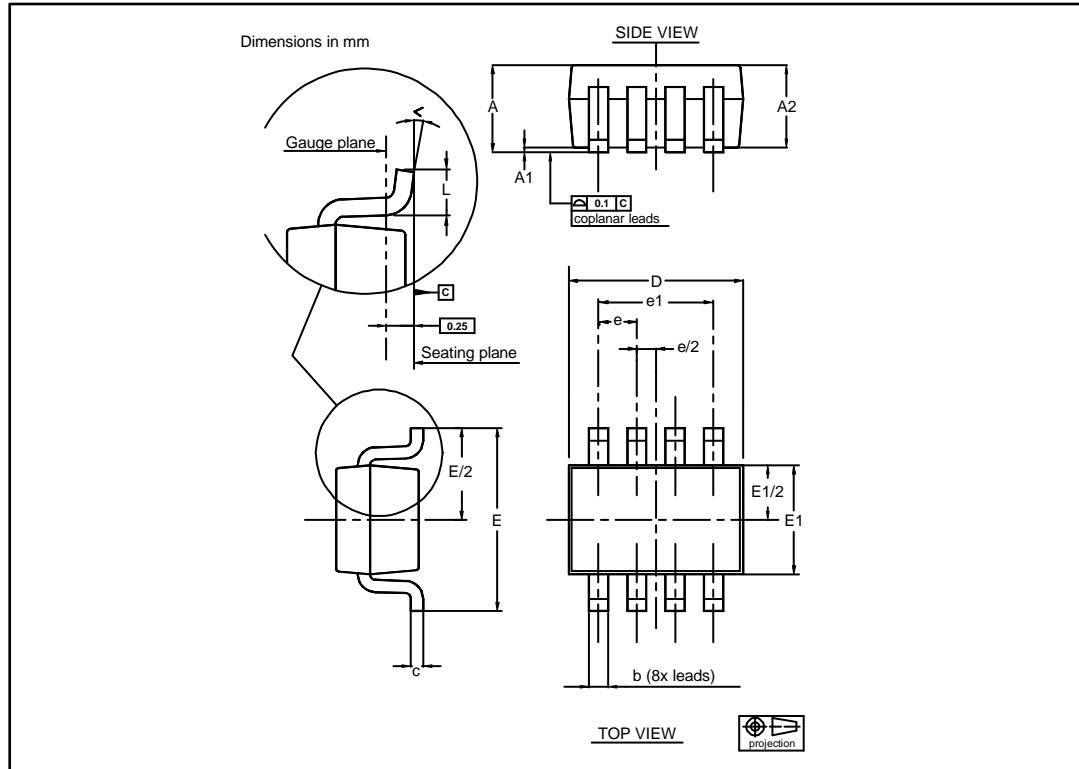 Dimensions in mm
SIDE VIEW
A
A2
A1
0.1 C
coplanar leads
Gauge plane
L
C
0.25
Seating plane
D
e1
e
e/2
E/2
E
E1/2
E1
c
b (8x leads)
TOP VIEW
projection